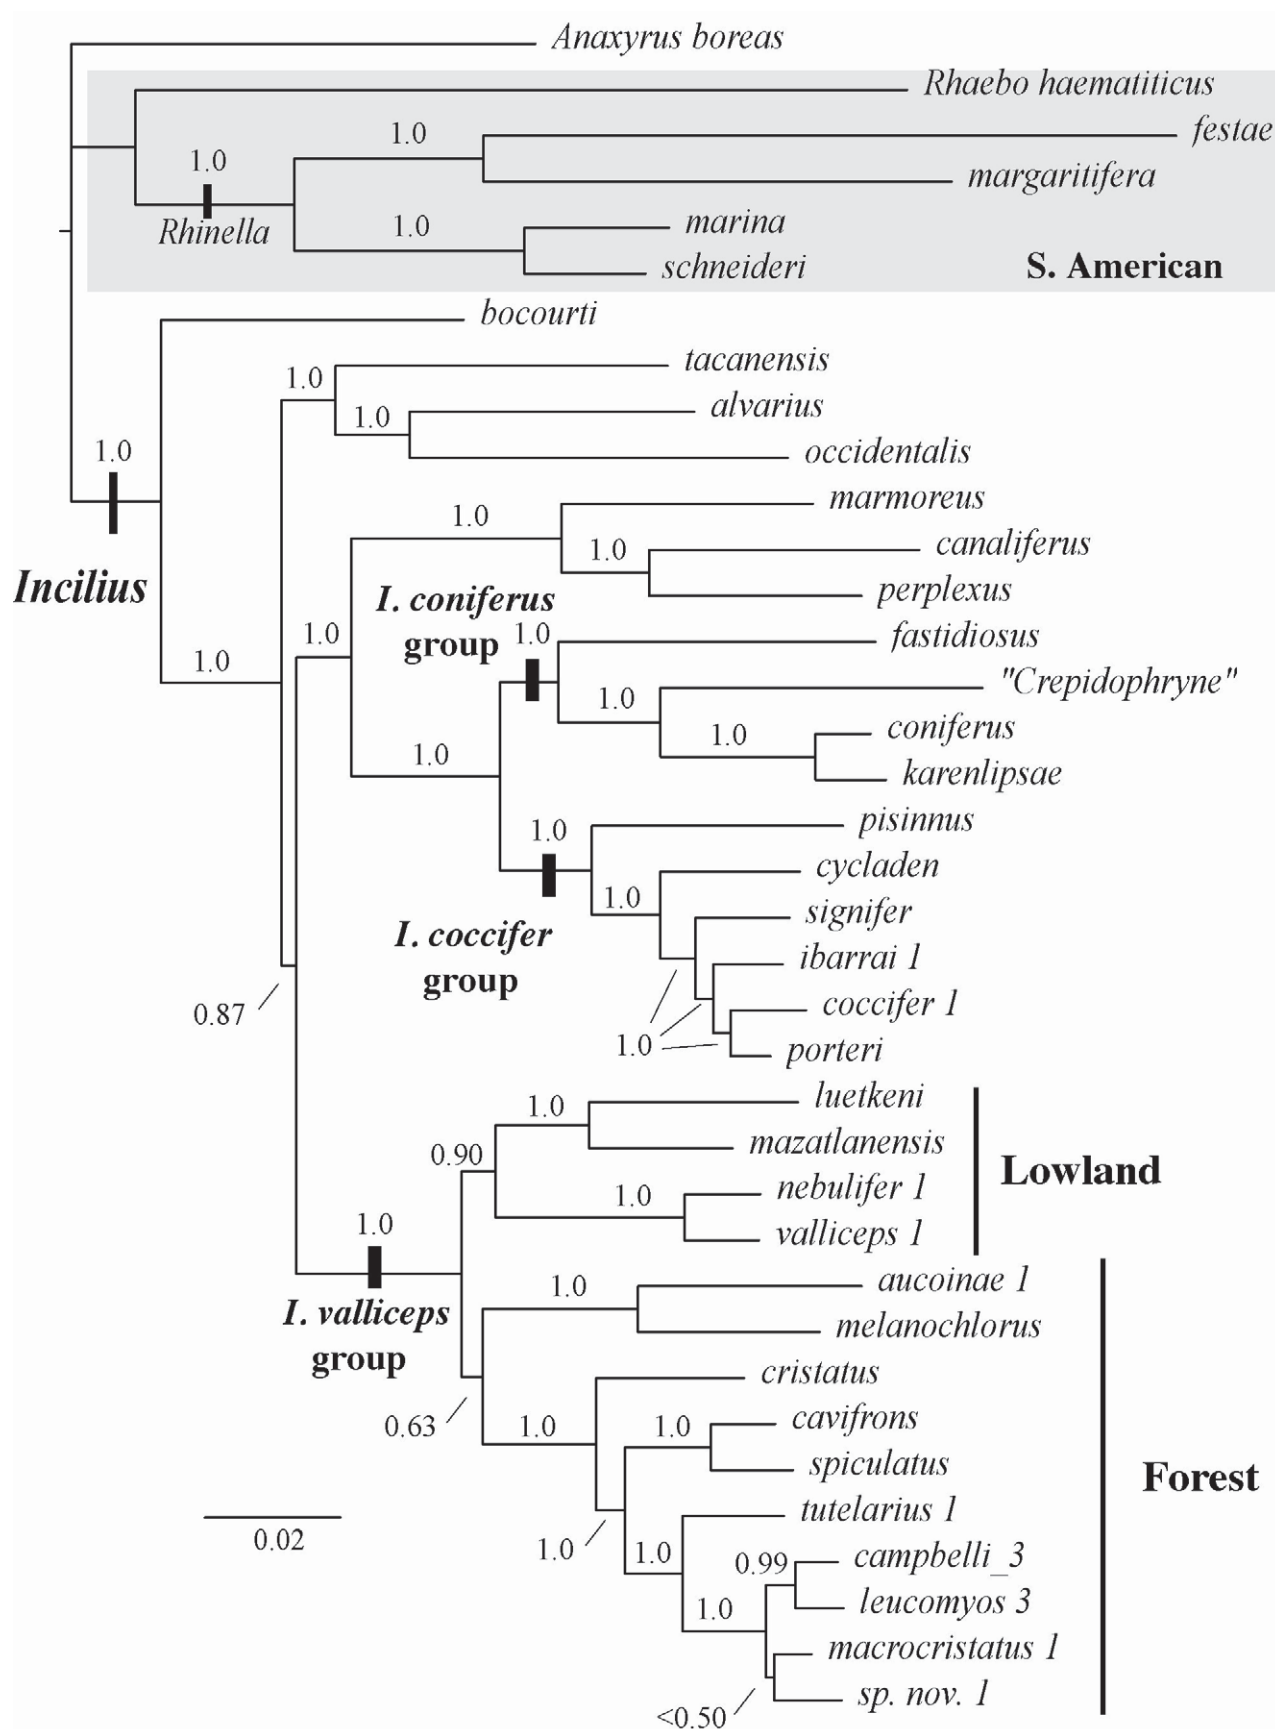 Anaxyrus boreas
Rhaebo haematiticus
1.0
festae
1.0
margaritifera
Rhinella
1.0
marina
schneideri
S. American
bocourti
tacanensis
1.0
alvarius
1.0
occidentalis
1.0
marmoreus
1.0
canaliferus
1.0
perplexus
Incilius
I. coniferus
group
1.0
fastidiosus
1.0
1.0
"Crepidophryne"
1.0
coniferus
1.0
karenlipsae
1.0
pisinnus
1.0
cycladen
1.0
signifer
I. coccifer
group
ibarrai 1
coccifer 1
0.87
1.0
porteri
luetkeni
1.0
mazatlanensis
0.90
Lowland
nebulifer 1
1.0
valliceps 1
1.0
aucoinae 1
1.0
I. valliceps
group
melanochlorus
cristatus
0.63
1.0
cavifrons
1.0
spiculatus
Forest
tutelarius 1
0.02
1.0
1.0
0.99
campbelli_3
leucomyos 3
1.0
macrocristatus 1
sp. nov. 1
<0.50